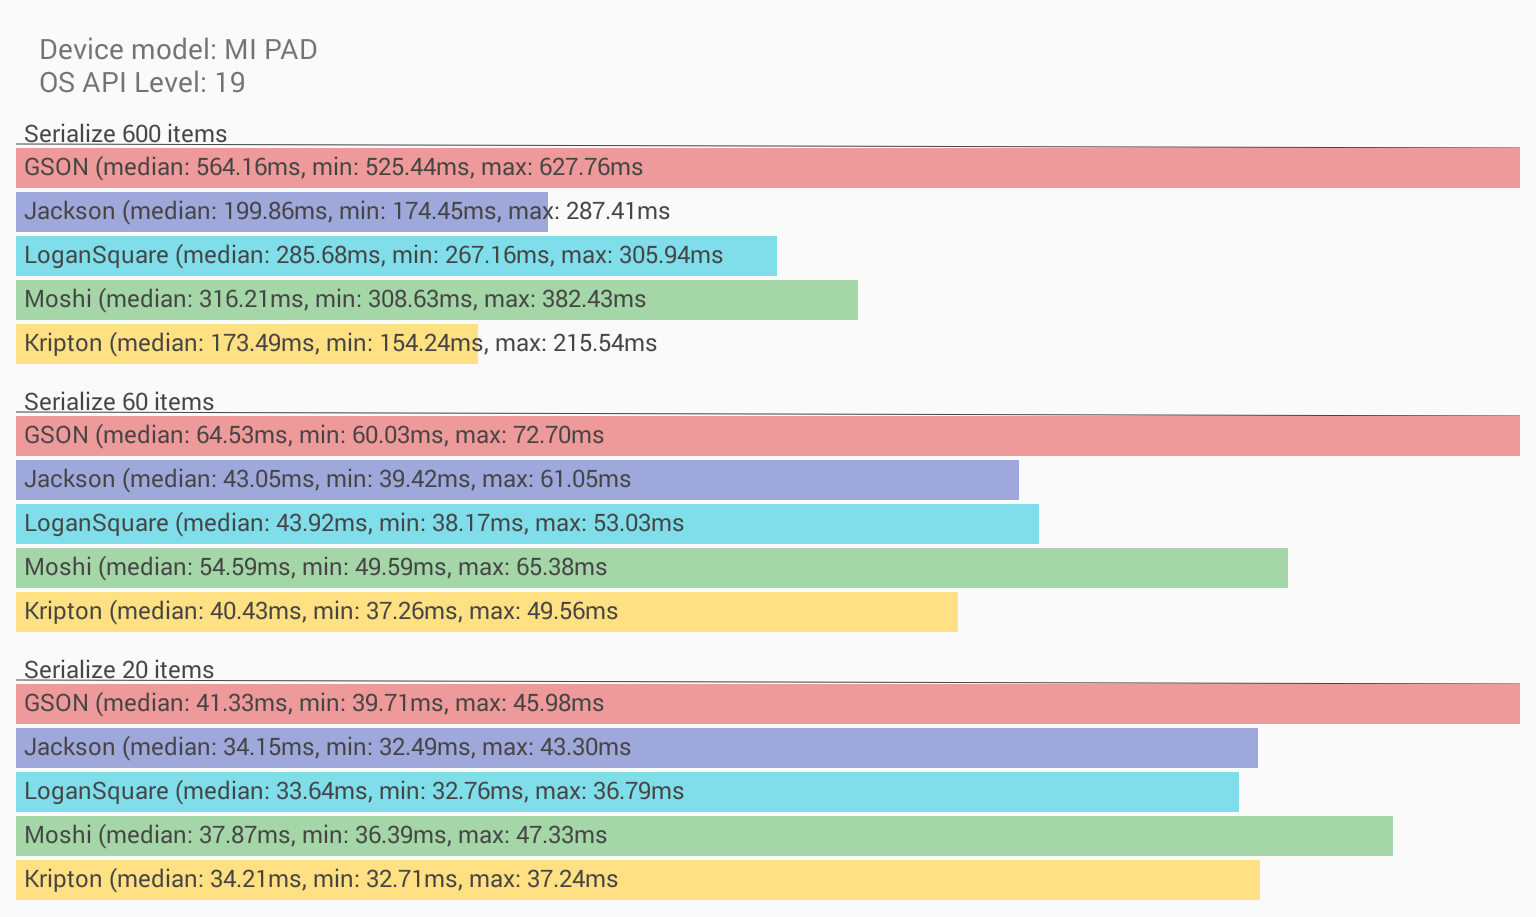 Device model: MI PAD
OS API Level: 19
Serialize 600 items
GSON (median: 564.16ms, min: 525.44ms, max: 627.76ms
Jackson (median: 199.86ms, min: 174.45ms, max: 287.41ms
LoganSquare (median: 285.68ms, min: 267.16ms, max: 305.94ms
Moshi (median: 316.21ms, min: 308.63ms, max: 382.43ms
Kripton (median: 173.49ms, min: 154.24ms, max: 215.54ms
Serialize 60 items
GSON (median: 64.53ms, min: 60.03ms, max: 72.70ms
Jackson (median: 43.05ms, min: 39.42ms, max: 61.05ms
LoganSquare (median: 43.92ms, min: 38.17ms, max: 53.03ms
Moshi (median: 54.59ms, min: 49.59ms, max: 65.38ms
Kripton (median: 40.43ms, min: 37.26ms, max: 49.56ms
Serialize 20 items
GSON (median: 41.33ms, min: 39.71ms, max: 45.98ms
Jackson (median: 34.15ms, min: 32.49ms, max: 43.30ms
LoganSquare (median: 33.64ms, min: 32.76ms, max: 36.79ms
Moshi (median: 37.87ms, min: 36.39ms, max: 47.33ms
Kripton (median: 34.21ms, min: 32.71ms, max: 37.24ms